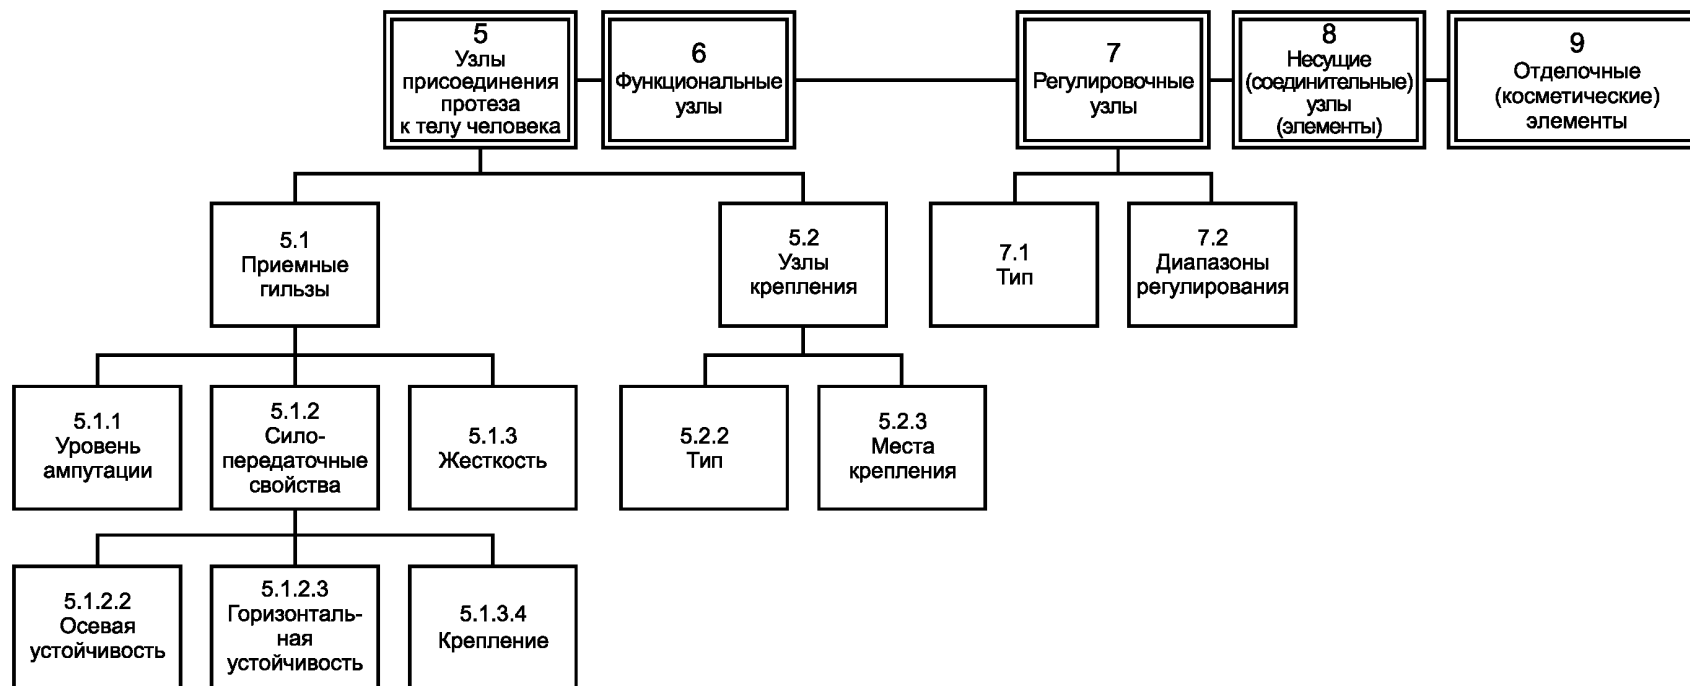 5
Узлы
присоединения
протеза
к телу человека
6
Функциональные
узлы
7
Регулировочные
узлы
8
Несущие
(соединительные)
узлы
(элементы)
9
Отделочные
(косметические)
элементы
5.1
Приемные
гильзы
5.2
Узлы
крепления
7.1
Тип
7.2
Диапазоны
регулирования
5.1.1
Уровень
ампутации
5.1.2
Сило-
передаточные
свойства
5.1.3
Жесткость
5.2.2
Тип
5.2.3
Места
крепления
5.1.2.2
Осевая
устойчивость
5.1.2.3
Горизонталь-
ная
устойчивость
5.1.3.4
Крепление